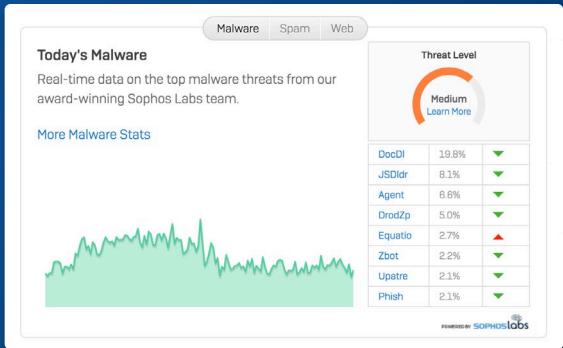 Malware Spam Web
Today's Malware
Real-time data on the top malware threats from our
award-winning Sophos Labs team.
More Malware Stats
Threat Level
Medium
Learn More
DocDl 19.8%
JSDldr 8.1%
Agent 6.6%
DrodZp 5.0%
Equatio 2.7%
Zbot 2.2%
Upatre 2.1%
Phish 2.1%
POWERED BY SOPHOSLabs